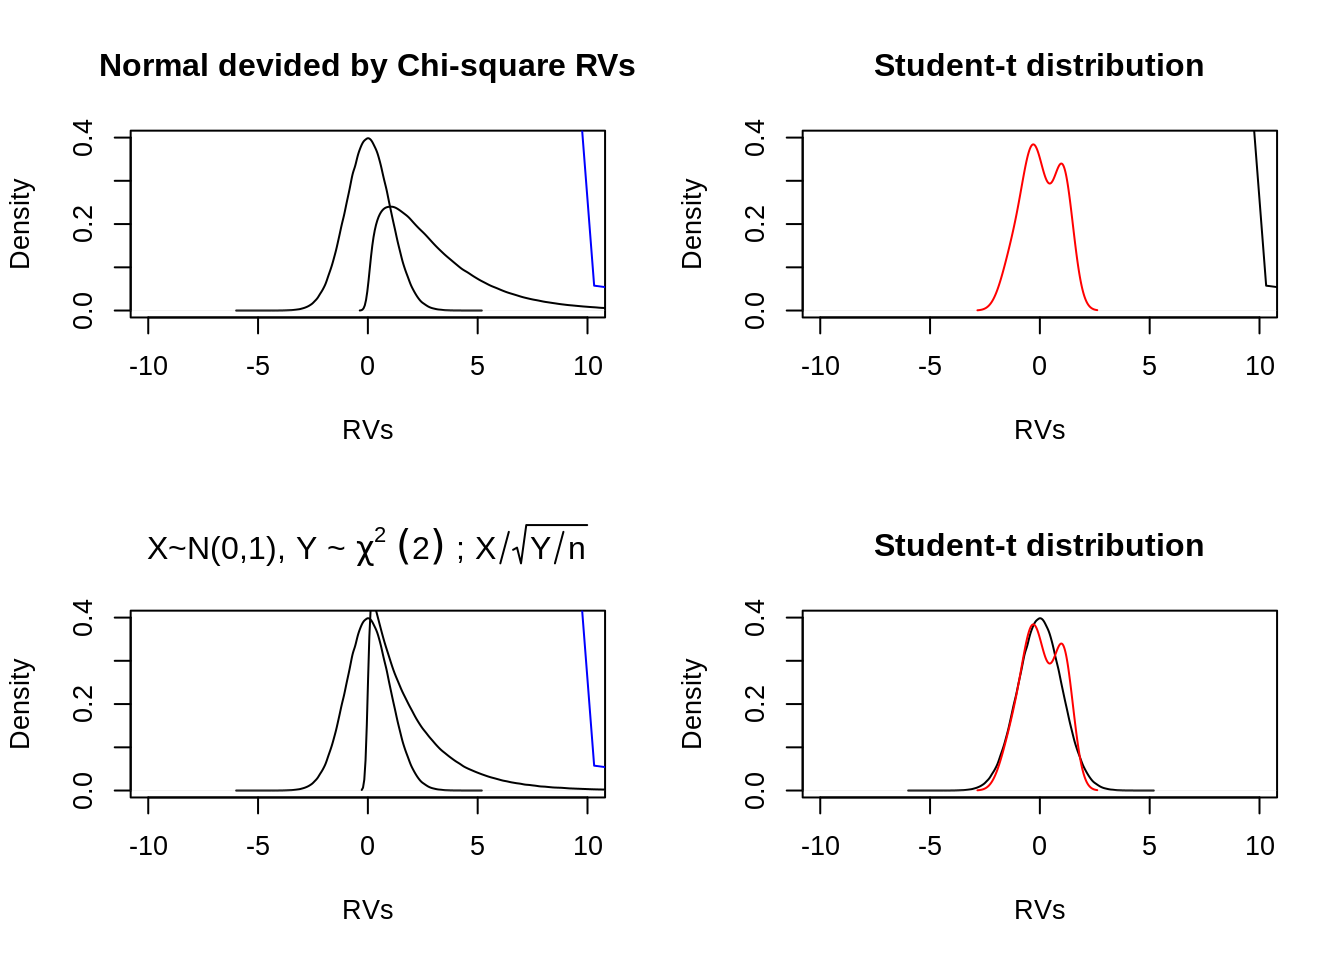 Normal devided by Chi-square RVs
Density
0.0 0.2 0.4
-10 -5 0 5 10
RVs
Student-t distribution
Density
0.0 0.2 0.4
-10 -5 0 5 10
RVs
X~N(0,1), Y ~ χ² (2) ; X/√Y/n
Density
0.0 0.2 0.4
-10 -5 0 5 10
RVs
Student-t distribution
Density
0.0 0.2 0.4
-10 -5 0 5 10
RVs